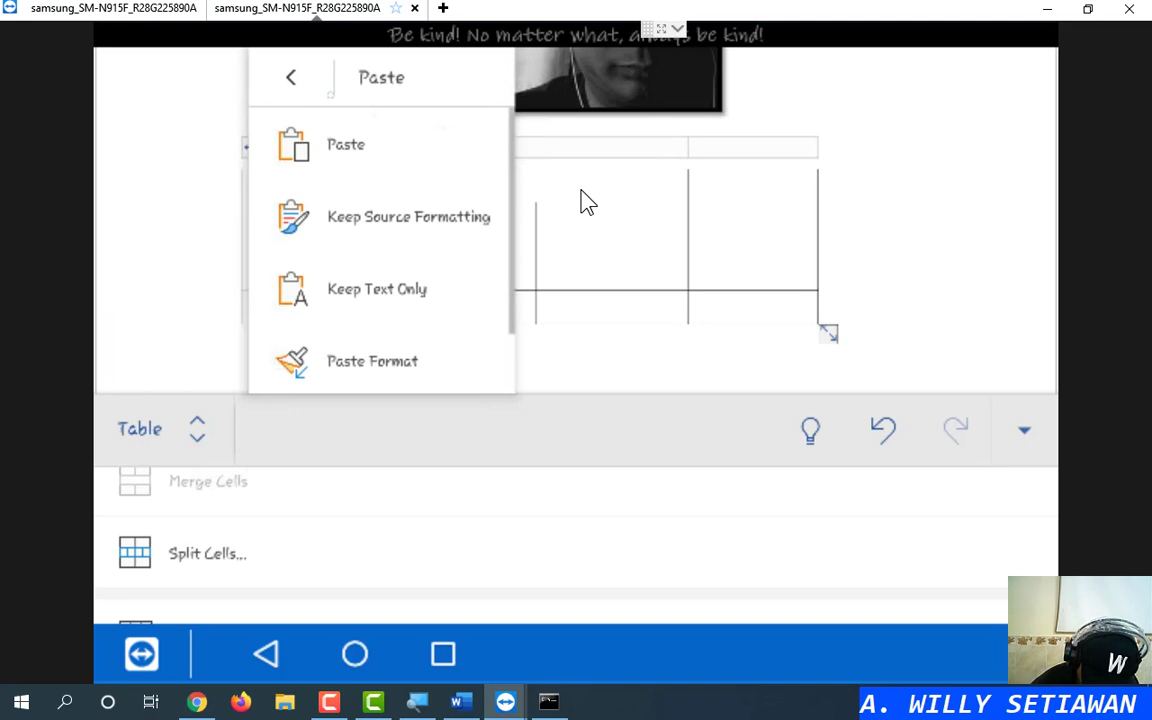 samsung_SM-N915F_R28G225890A samsung_SM-N915F_R28G225890A
Be kind! No matter what, always be kind!
Paste
Paste
Keep Source Formatting
Keep Text Only
Paste Format
Table
Merge Cells
Split Cells...
W
A. WILLY SETIAWAN